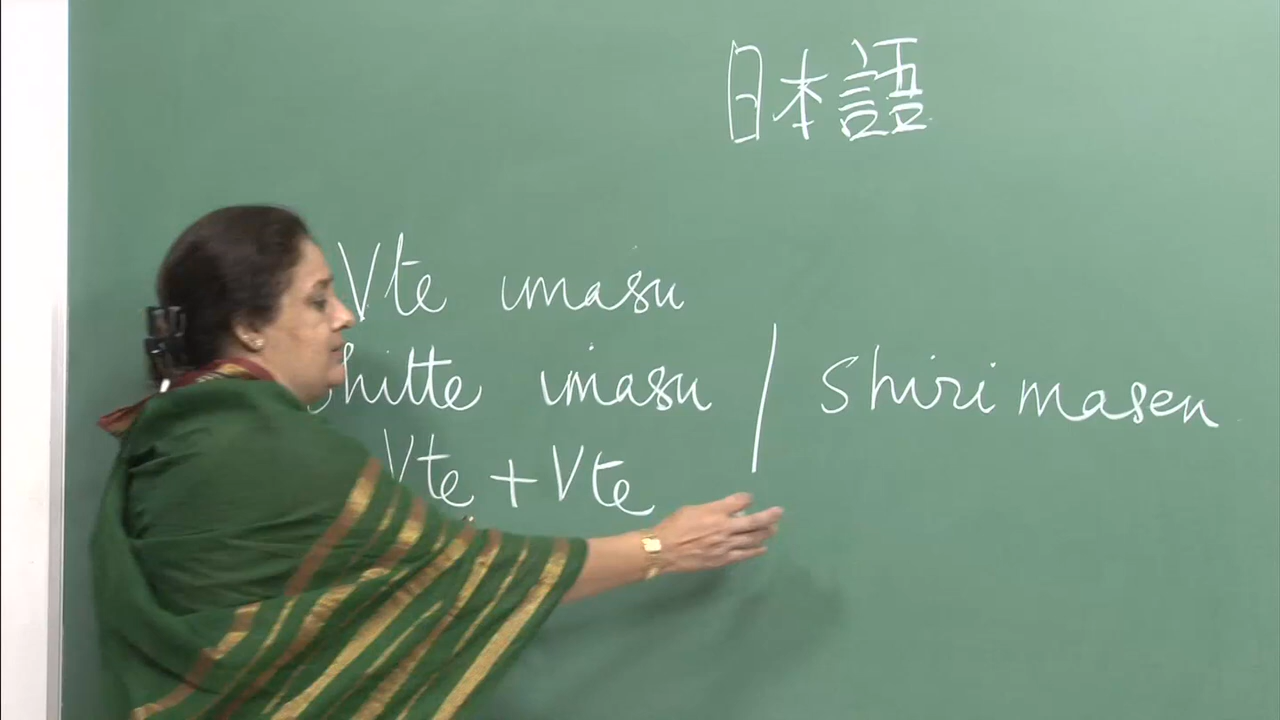 日本語
Vte imasu
shitte imasu / shirimasen
Vte + Vte